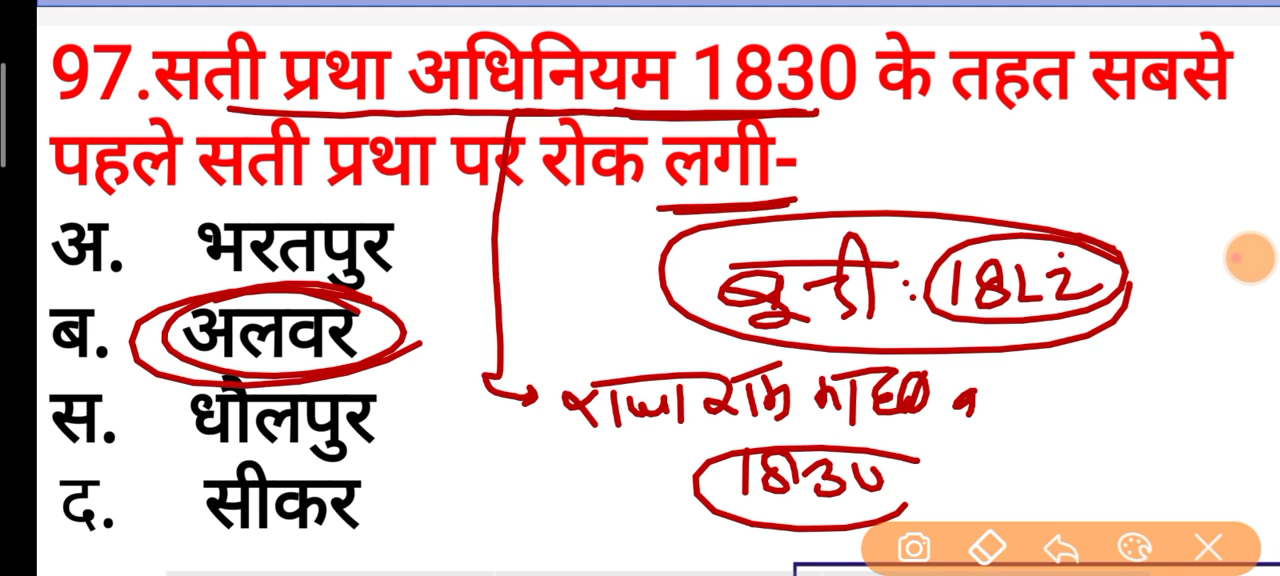 97.सती प्रथा अधिनियम 1830 के तहत सबसे
पहले सती प्रथा पर रोक लगी-
अ. भरतपुर
ब. अलवर
स. धौलपुर
द. सीकर
बूदी : 1822
राजा राम मोहन
1830